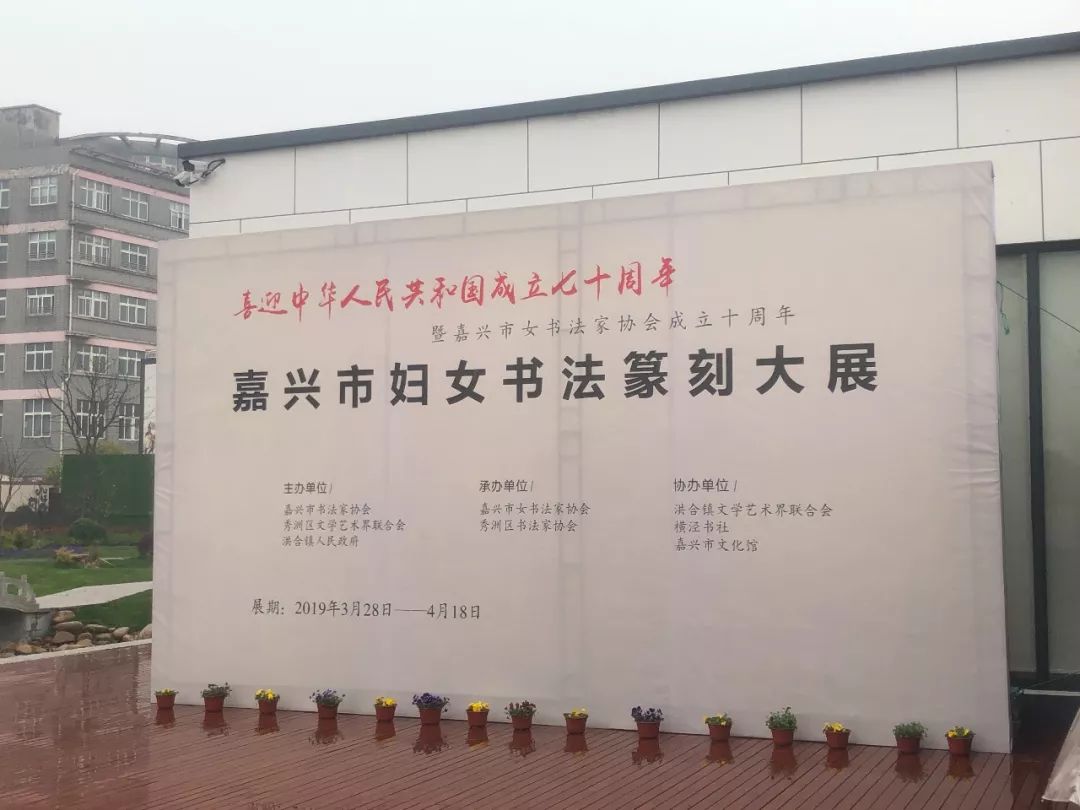 喜迎中华人民共和国成立七十周年
暨嘉兴市女书法家协会成立十周年
嘉兴市妇女书法篆刻大展
主办单位/
嘉兴市书法家协会
秀洲区文学艺术界联合会
洪合镇人民政府
承办单位/
嘉兴市女书法家协会
秀洲区书法家协会
协办单位/
洪合镇文学艺术界联合会
横泾书社
嘉兴市文化馆
展期：2019年3月28日——4月18日